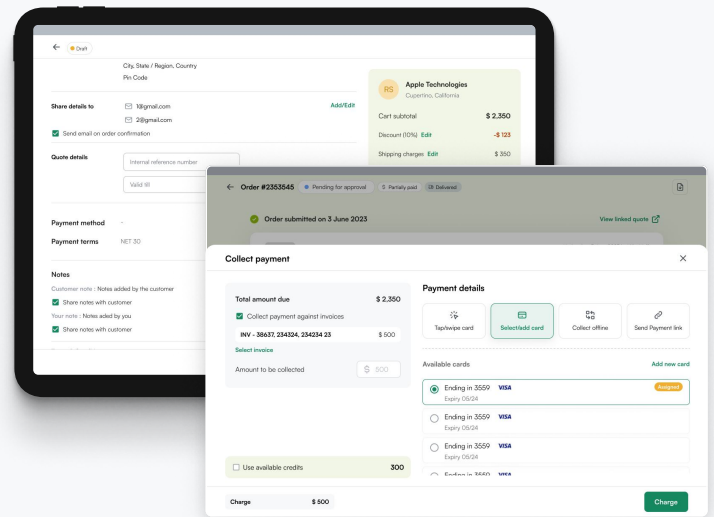 Draft
City, State / Region, Country
Pin Code
Share details to
1@gmail.com
Add/Edit
2@gmail.com
Send email on order confirmation
Quote details
Internal reference number
Valid till
Payment method -
Payment terms NET 30
Notes
Customer note : Notes added by the customer
Share notes with customer
Your note : Notes aded by you
Share notes with customer
RS
Apple Technologies
Cupertino, California
Cart subtotal $ 2,350
Discount (10%) Edit -$ 123
Shipping charges Edit $ 350
Order #2353545 Pending for approval $ Partially paid Delivered
Order submitted on 3 June 2023
View linked quote
Collect payment
Total amount due $ 2,350
Collect payment against invoices
INV - 38637, 234324, 234234 23 $ 500
Select invoice
Amount to be collected $ 500
Use available credits 300
Charge $ 500
Payment details
Tap/swipe card
Select/add card
Collect offline
Send Payment link
Available cards Add new card
Ending in 3559 VISA Assigned
Expiry 05/24
Ending in 3559 VISA
Expiry 05/24
Ending in 3559 VISA
Expiry 05/24
Ending in 3559 VISA
Charge